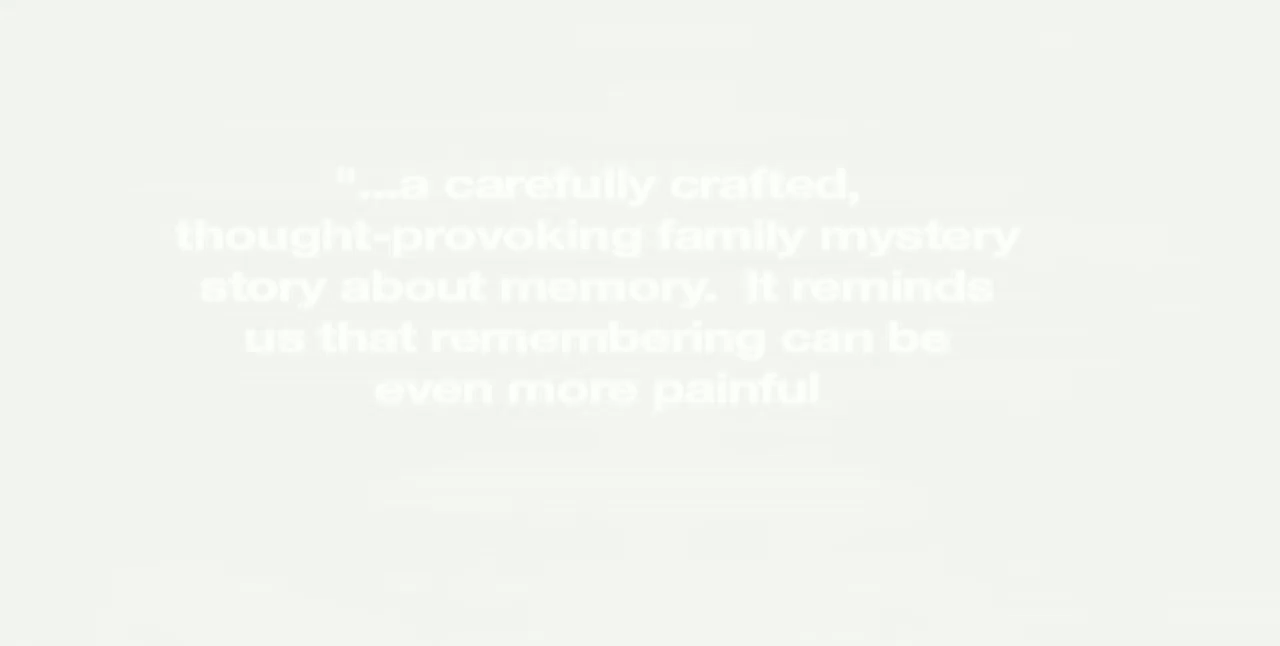 "...a carefully crafted,
thought-provoking family mystery
story about memory.  It reminds
us that remembering can be
even more painful